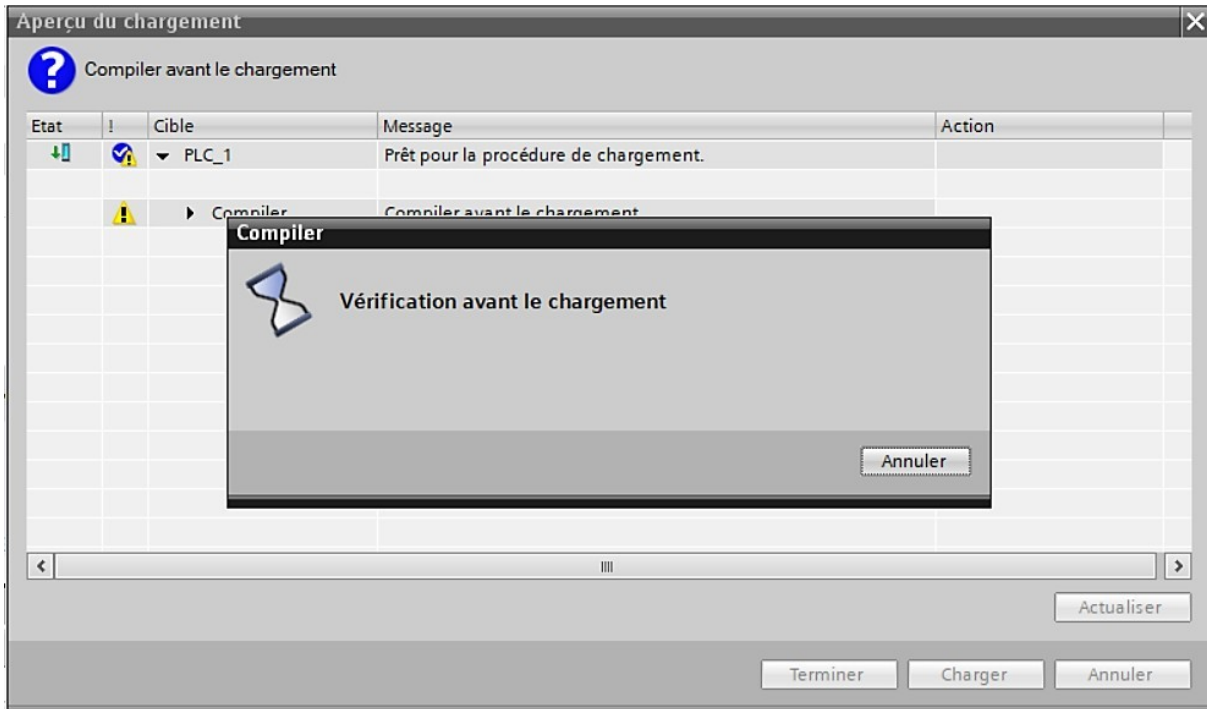 Aperçu du chargement
Compiler avant le chargement
Etat ! Cible Message Action
PLC_1 Prêt pour la procédure de chargement.
Compiler Compiler avant le chargement
Compiler
Vérification avant le chargement
Annuler
Actualiser
Terminer Charger Annuler